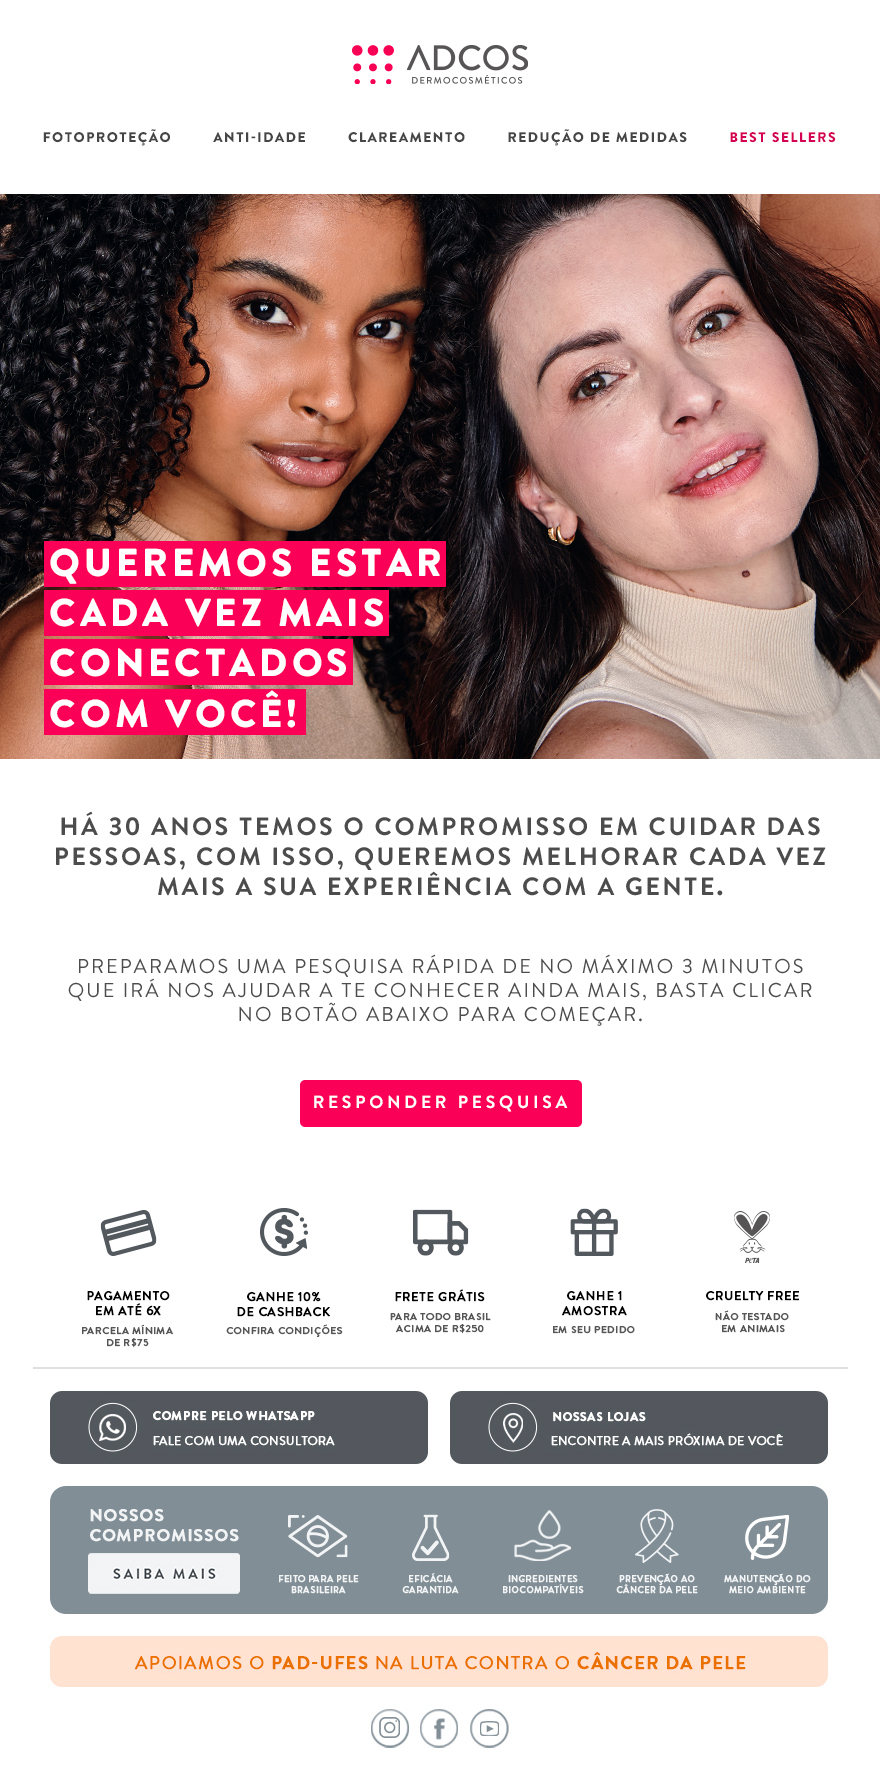 ADCOS
DERMOCOSMÉTICOS
FOTOPROTEÇÃO
ANTI-IDADE
CLAREAMENTO
REDUÇÃO DE MEDIDAS
BEST SELLERS
QUEREMOS ESTAR
CADA VEZ MAIS
CONECTADOS
COM VOCÊ!
HÁ 30 ANOS TEMOS O COMPROMISSO EM CUIDAR DAS
PESSOAS, COM ISSO, QUEREMOS MELHORAR CADA VEZ
MAIS A SUA EXPERIÊNCIA COM A GENTE.
PREPARAMOS UMA PESQUISA RÁPIDA DE NO MÁXIMO 3 MINUTOS
QUE IRÁ NOS AJUDAR A TE CONHECER AINDA MAIS, BASTA CLICAR
NO BOTÃO ABAIXO PARA COMEÇAR.
RESPONDER PESQUISA
PAGAMENTO
EM ATÉ 6X
PARCELA MÍNIMA
DE R$75
GANHE 10%
DE CASHBACK
CONFIRA CONDIÇÕES
FRETE GRÁTIS
PARA TODO BRASIL
ACIMA DE R$250
GANHE 1
AMOSTRA
EM SEU PEDIDO
PETA
CRUELTY FREE
NÃO TESTADO
EM ANIMAIS
COMPRE PELO WHATSAPP
FALE COM UMA CONSULTORA
NOSSAS LOJAS
ENCONTRE A MAIS PRÓXIMA DE VOCÊ
NOSSOS
COMPROMISSOS
SAIBA MAIS
FEITO PARA PELE
BRASILEIRA
EFICÁCIA
GARANTIDA
INGREDIENTES
BIOCOMPATÍVEIS
PREVENÇÃO AO
CÂNCER DA PELE
MANUTENÇÃO DO
MEIO AMBIENTE
APOIAMOS O PAD-UFES NA LUTA CONTRA O CÂNCER DA PELE